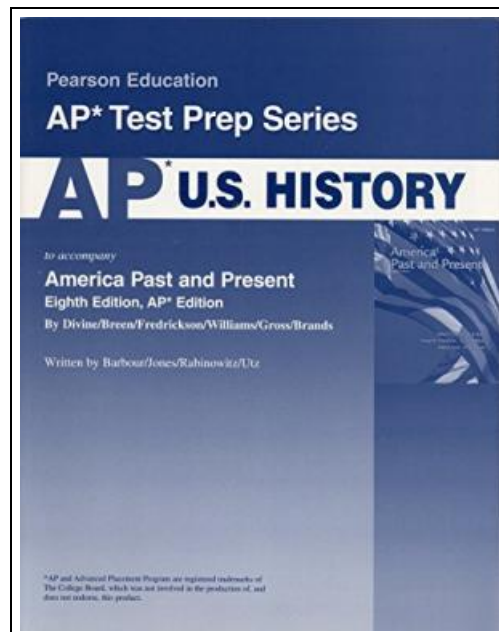 Pearson Education
AP* Test Prep Series
AP* U.S. HISTORY
to accompany
America Past and Present
Eighth Edition, AP* Edition
By Divine/Breen/Fredrickson/Williams/Gross/Brands
Written by Barbour/Jones/Rabinowitz/Utz
America
Past and Present
*AP and Advanced Placement Program are registered trademarks of
The College Board, which was not involved in the production of, and
does not endorse, this product.